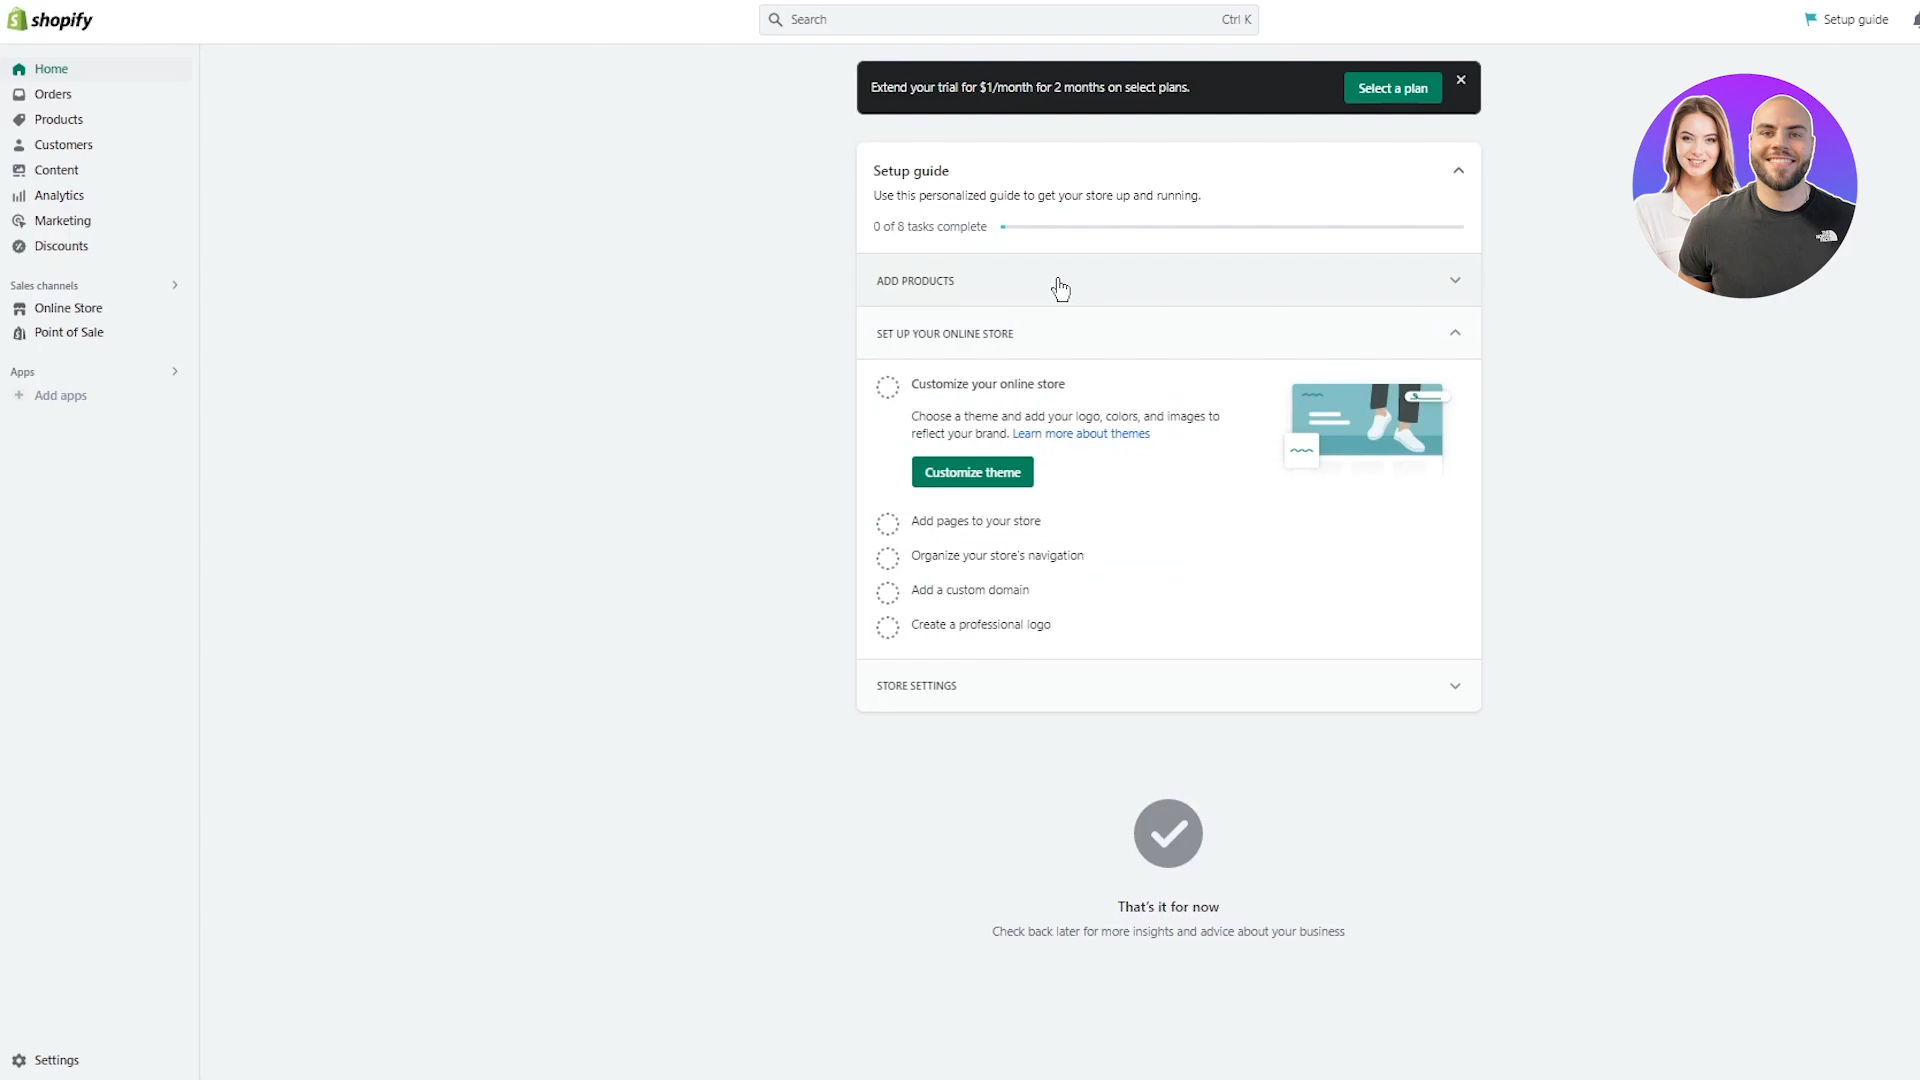 shopify
Search
Ctrl K
Setup guide
Home
Orders
Products
Customers
Content
Analytics
Marketing
Discounts
Sales channels
Online Store
Point of Sale
Apps
Add apps
Settings
Extend your trial for $1/month for 2 months on select plans.
Select a plan
Setup guide
Use this personalized guide to get your store up and running.
0 of 8 tasks complete
ADD PRODUCTS
SET UP YOUR ONLINE STORE
Customize your online store
Choose a theme and add your logo, colors, and images to
reflect your brand. Learn more about themes
Customize theme
Add pages to your store
Organize your store's navigation
Add a custom domain
Create a professional logo
STORE SETTINGS
That's it for now
Check back later for more insights and advice about your business